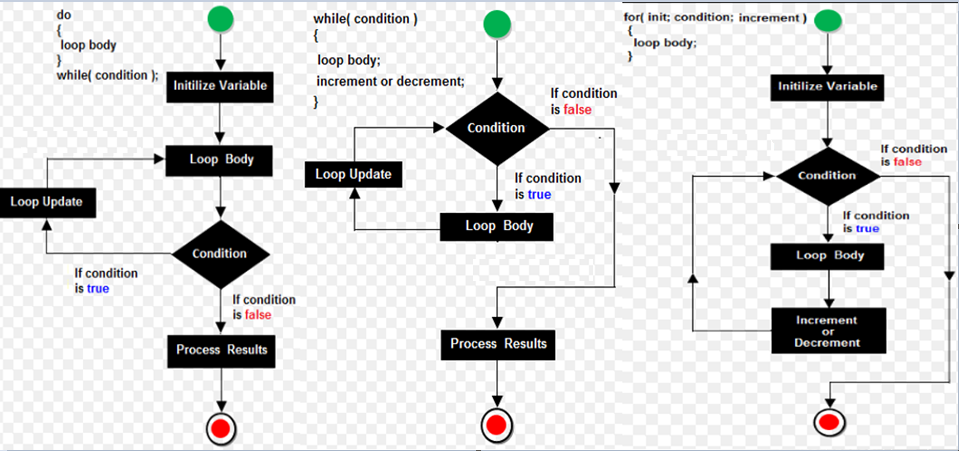 do
{
loop body
}
while( condition );
Initilize Variable
Loop Body
Loop Update
Condition
If condition
is true
If condition
is false
Process Results
while( condition )
{
loop body;
increment or decrement;
}
If condition
is false
Condition
Loop Update
If condition
is true
Loop Body
Process Results
for( init; condition; increment )
{
loop body;
}
Initilize Variable
If condition
is false
Condition
If condition
is true
Loop Body
Increment
or
Decrement